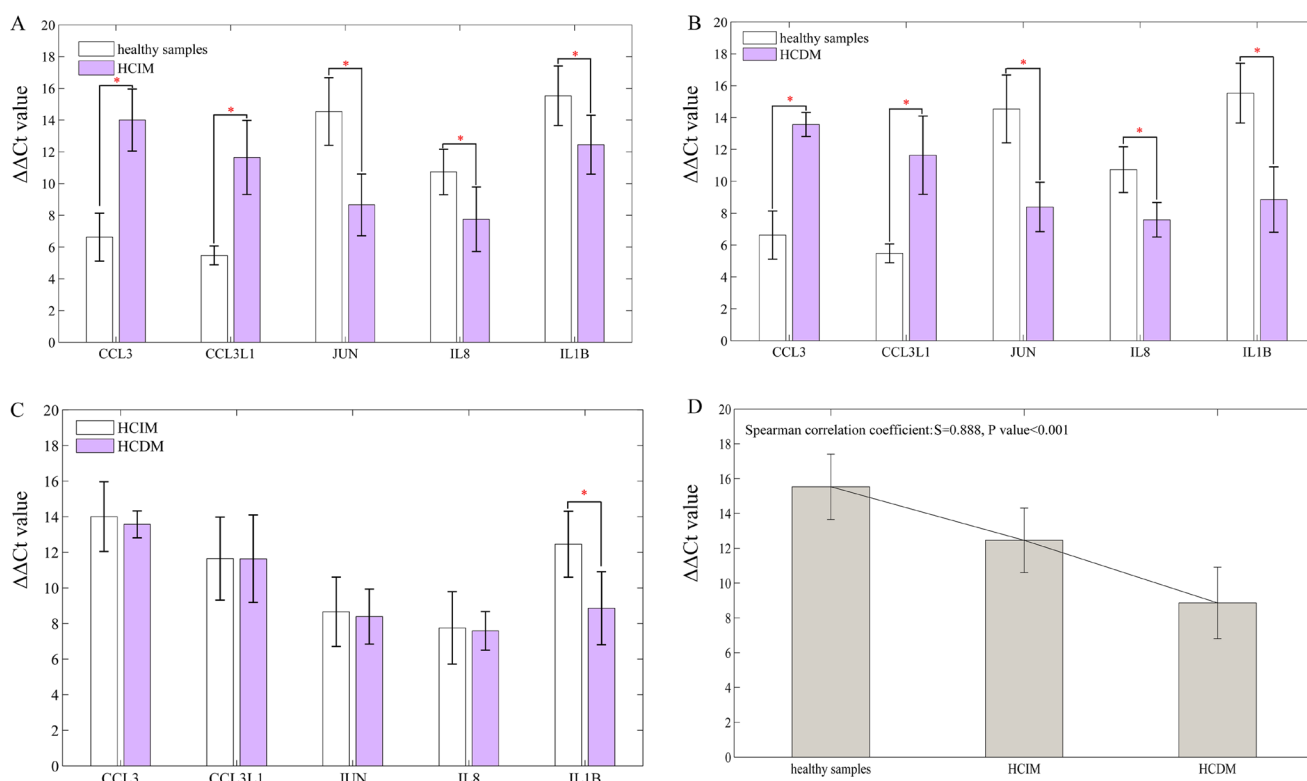 A
20
18
16
14
12
10
8
6
4
2
0
ΔΔCt value
healthy samples
HCIM
*
*
*
*
*
CCL3 CCL3L1 JUN IL8 IL1B
B
20
18
16
14
12
10
8
6
4
2
0
ΔΔCt value
healthy samples
HCDM
*
*
*
*
*
CCL3 CCL3L1 JUN IL8 IL1B
C
20
18
16
14
12
10
8
6
4
2
0
ΔΔCt value
HCIM
HCDM
*
CCL3 CCL3L1 JUN IL8 IL1B
D
20
18
16
14
12
10
8
6
4
2
0
ΔΔCt value
Spearman correlation coefficient:S=0.888, P value<0.001
healthy samples HCIM HCDM